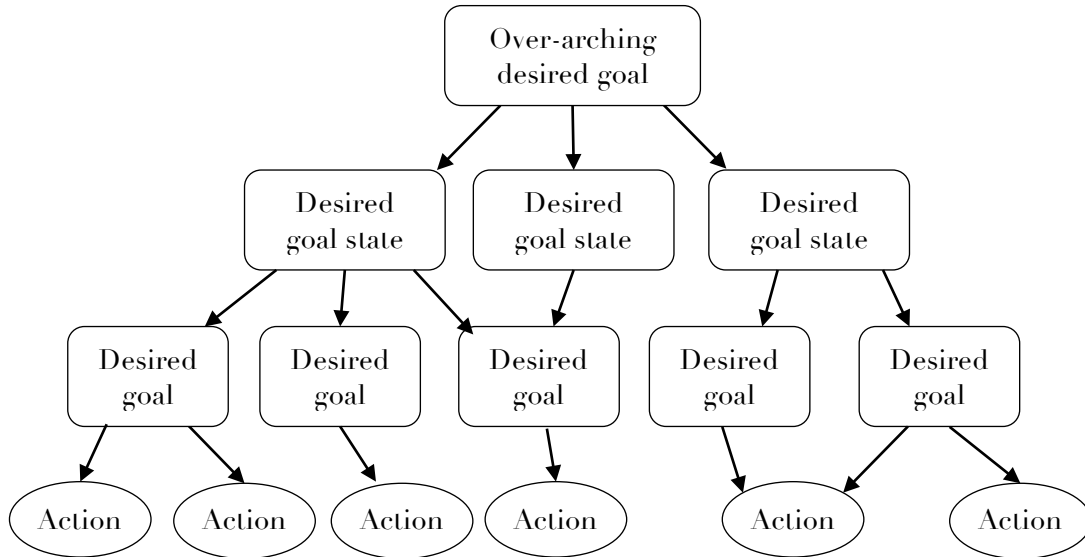 Over-arching
desired goal
Desired
goal state
Desired
goal state
Desired
goal state
Desired
goal
Desired
goal
Desired
goal
Desired
goal
Desired
goal
Action
Action
Action
Action
Action
Action